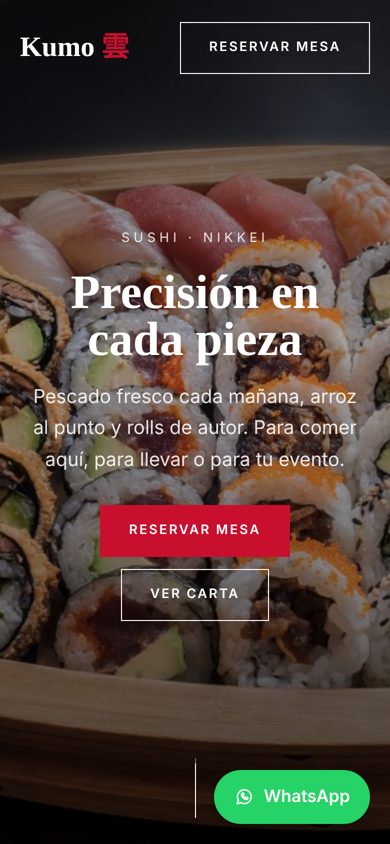 Kumo 雲
RESERVAR MESA
SUSHI · NIKKEI
Precisión en
cada pieza
Pescado fresco cada mañana, arroz
al punto y rolls de autor. Para comer
aquí, para llevar o para tu evento.
RESERVAR MESA
VER CARTA
WhatsApp